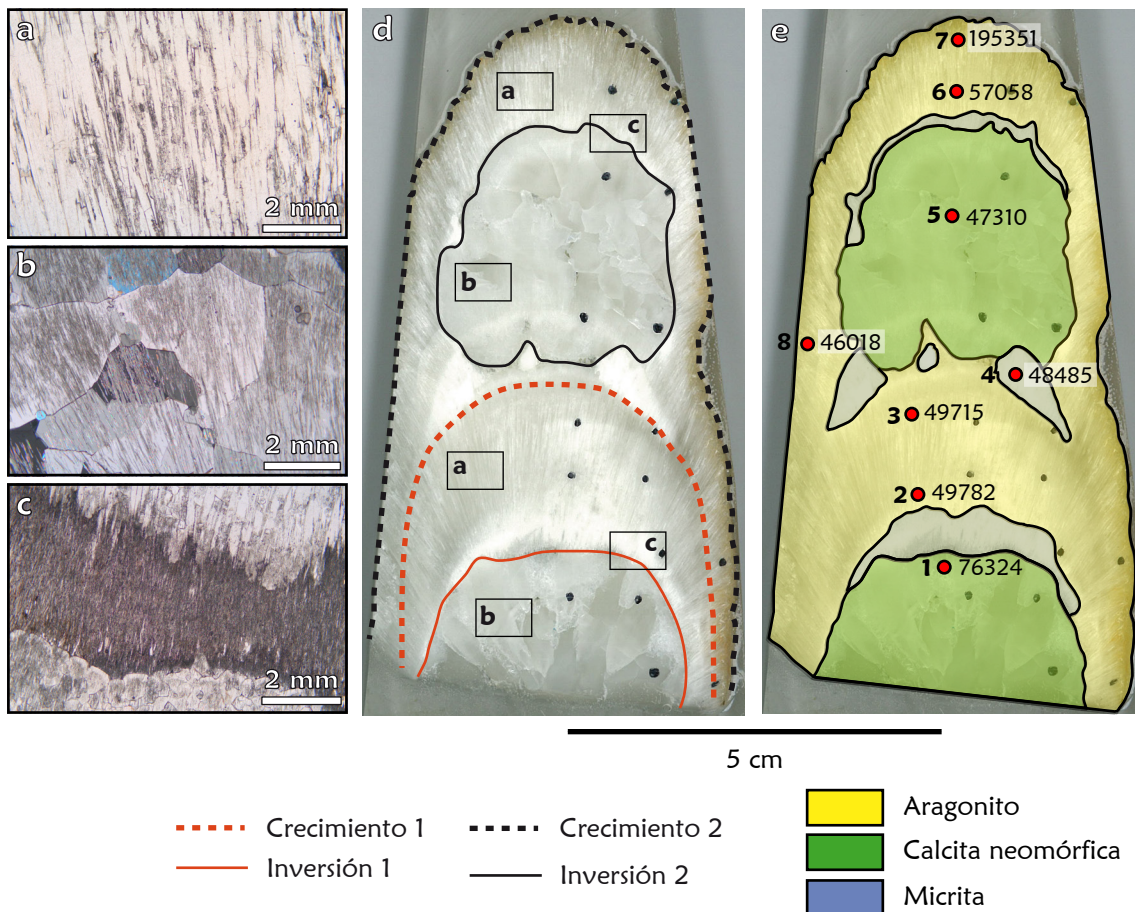 a
2 mm
b
2 mm
c
2 mm
d
a
c
b
a
c
b
e
7 195351
6 57058
5 47310
8 46018
4 48485
3 49715
2 49782
1 76324
5 cm
Crecimiento 1
Crecimiento 2
Inversión 1
Inversión 2
Aragonito
Calcita neomórfica
Micrita